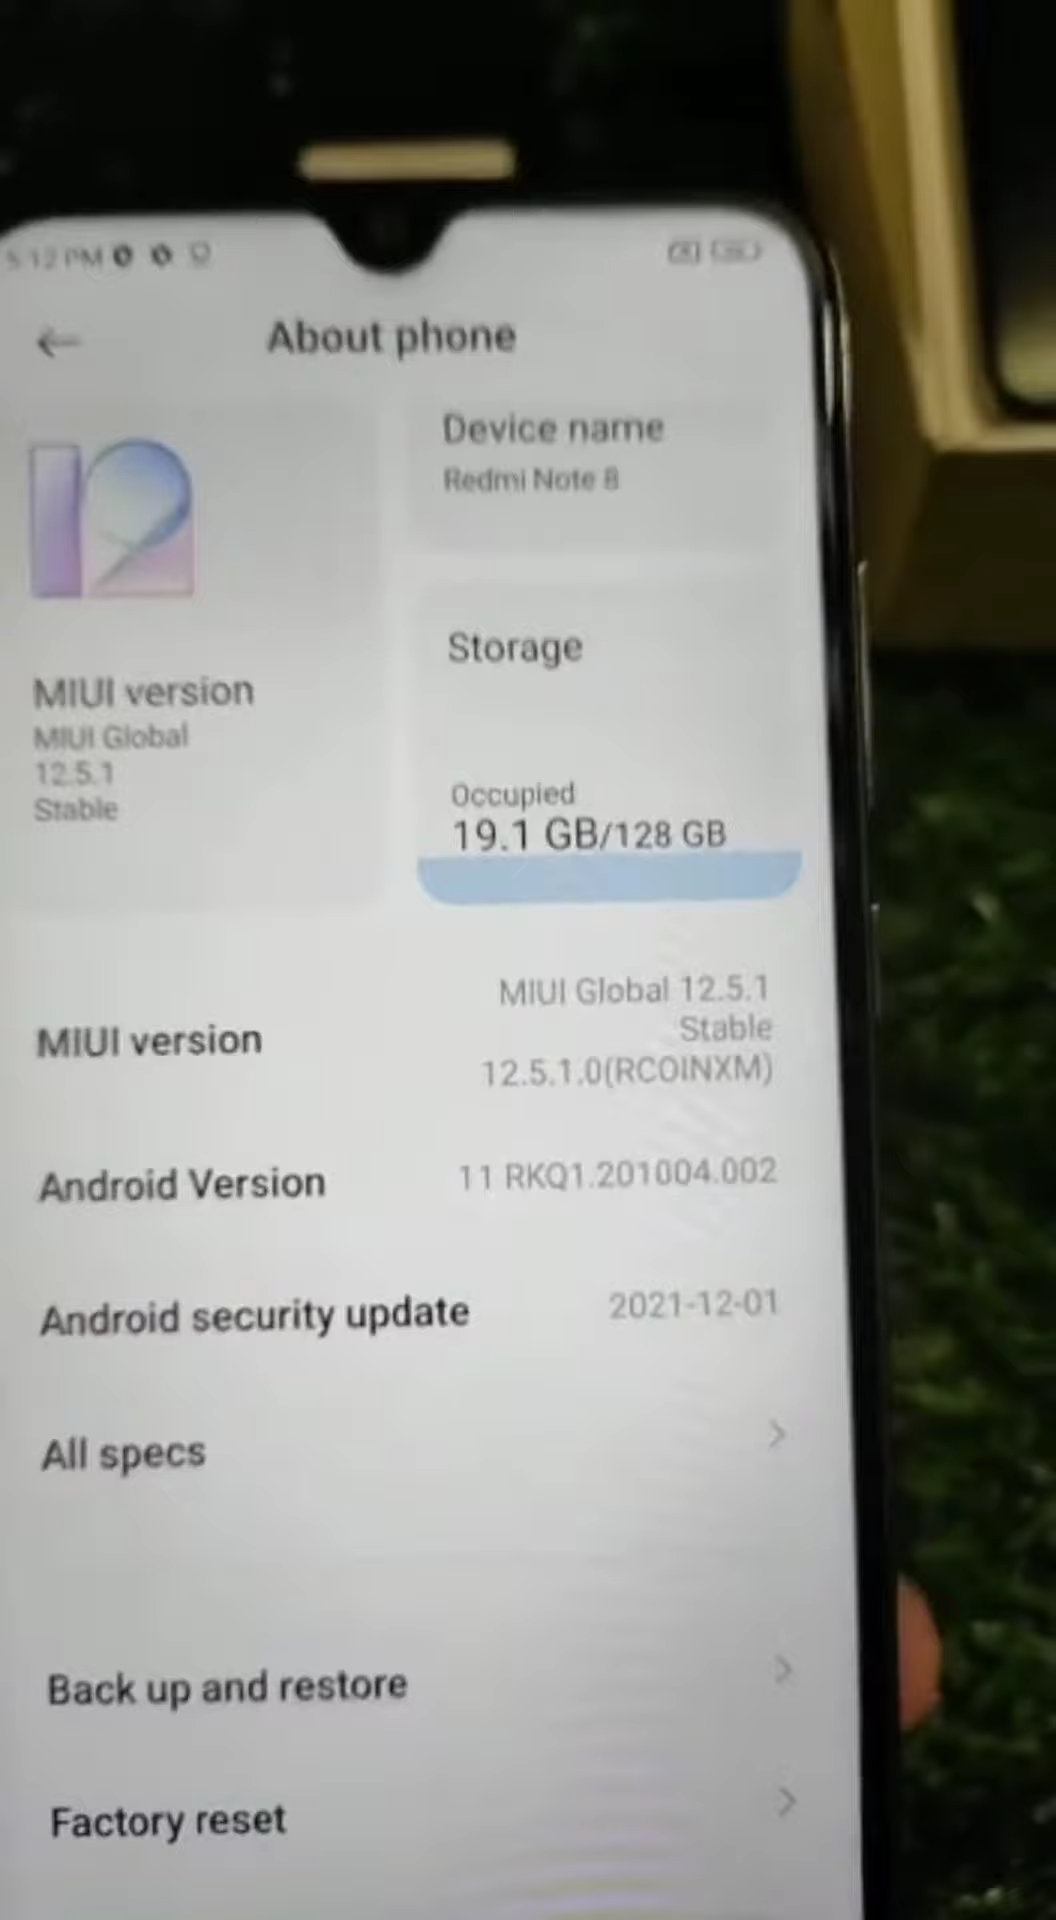 5:12 PM
About phone
12
Device name
Redmi Note 8
Storage
MIUI version
MIUI Global
12.5.1
Stable
Occupied
19.1 GB/128 GB
MIUI version
MIUI Global 12.5.1
Stable
12.5.1.0(RCOINXM)
Android Version
11 RKQ1.201004.002
Android security update
2021-12-01
All specs
Back up and restore
Factory reset